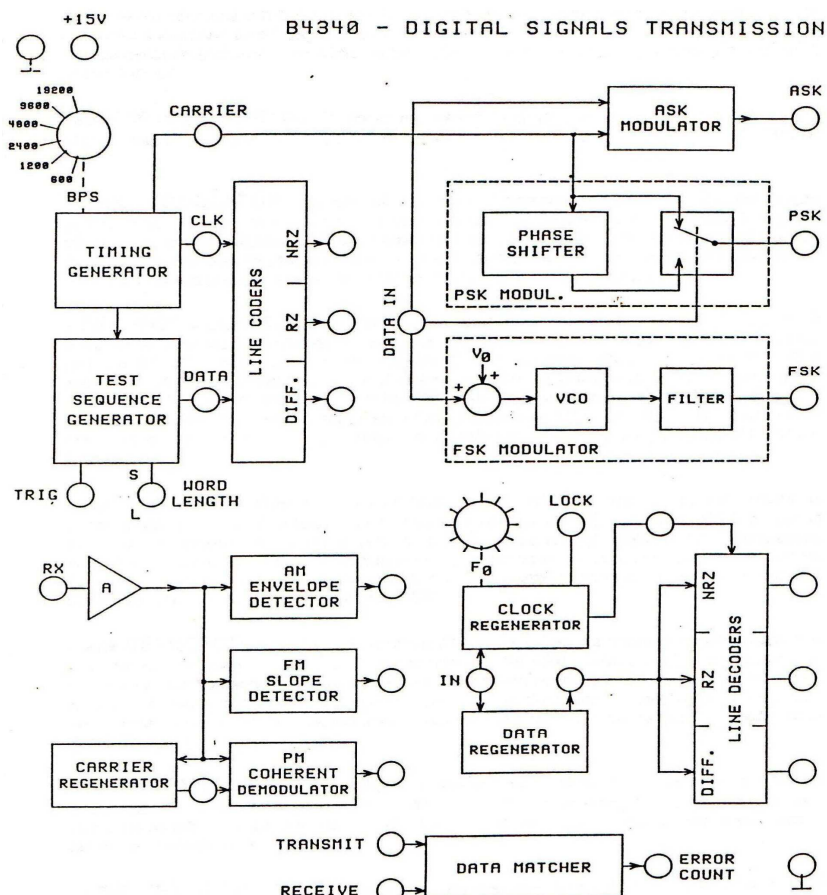 B4340 - DIGITAL SIGNALS TRANSMISSION
+15V
19200
9600
4800
2400
1200
600
BPS
CARRIER
CLK
TIMING
GENERATOR
TEST
SEQUENCE
GENERATOR
DATA
TRIG
S
L
WORD
LENGTH
LINE CODERS
NRZ
RZ
DIFF.
ASK
MODULATOR
ASK
PHASE
SHIFTER
PSK MODUL.
PSK
DATA IN
V0
+
+
VCO
FILTER
FSK MODULATOR
FSK
RX
A
AM
ENVELOPE
DETECTOR
FM
SLOPE
DETECTOR
CARRIER
REGENERATOR
PM
COHERENT
DEMODULATOR
F0
LOCK
CLOCK
REGENERATOR
IN
DATA
REGENERATOR
NRZ
RZ
DIFF.
LINE DECODERS
TRANSMIT
RECEIVE
DATA MATCHER
ERROR
COUNT